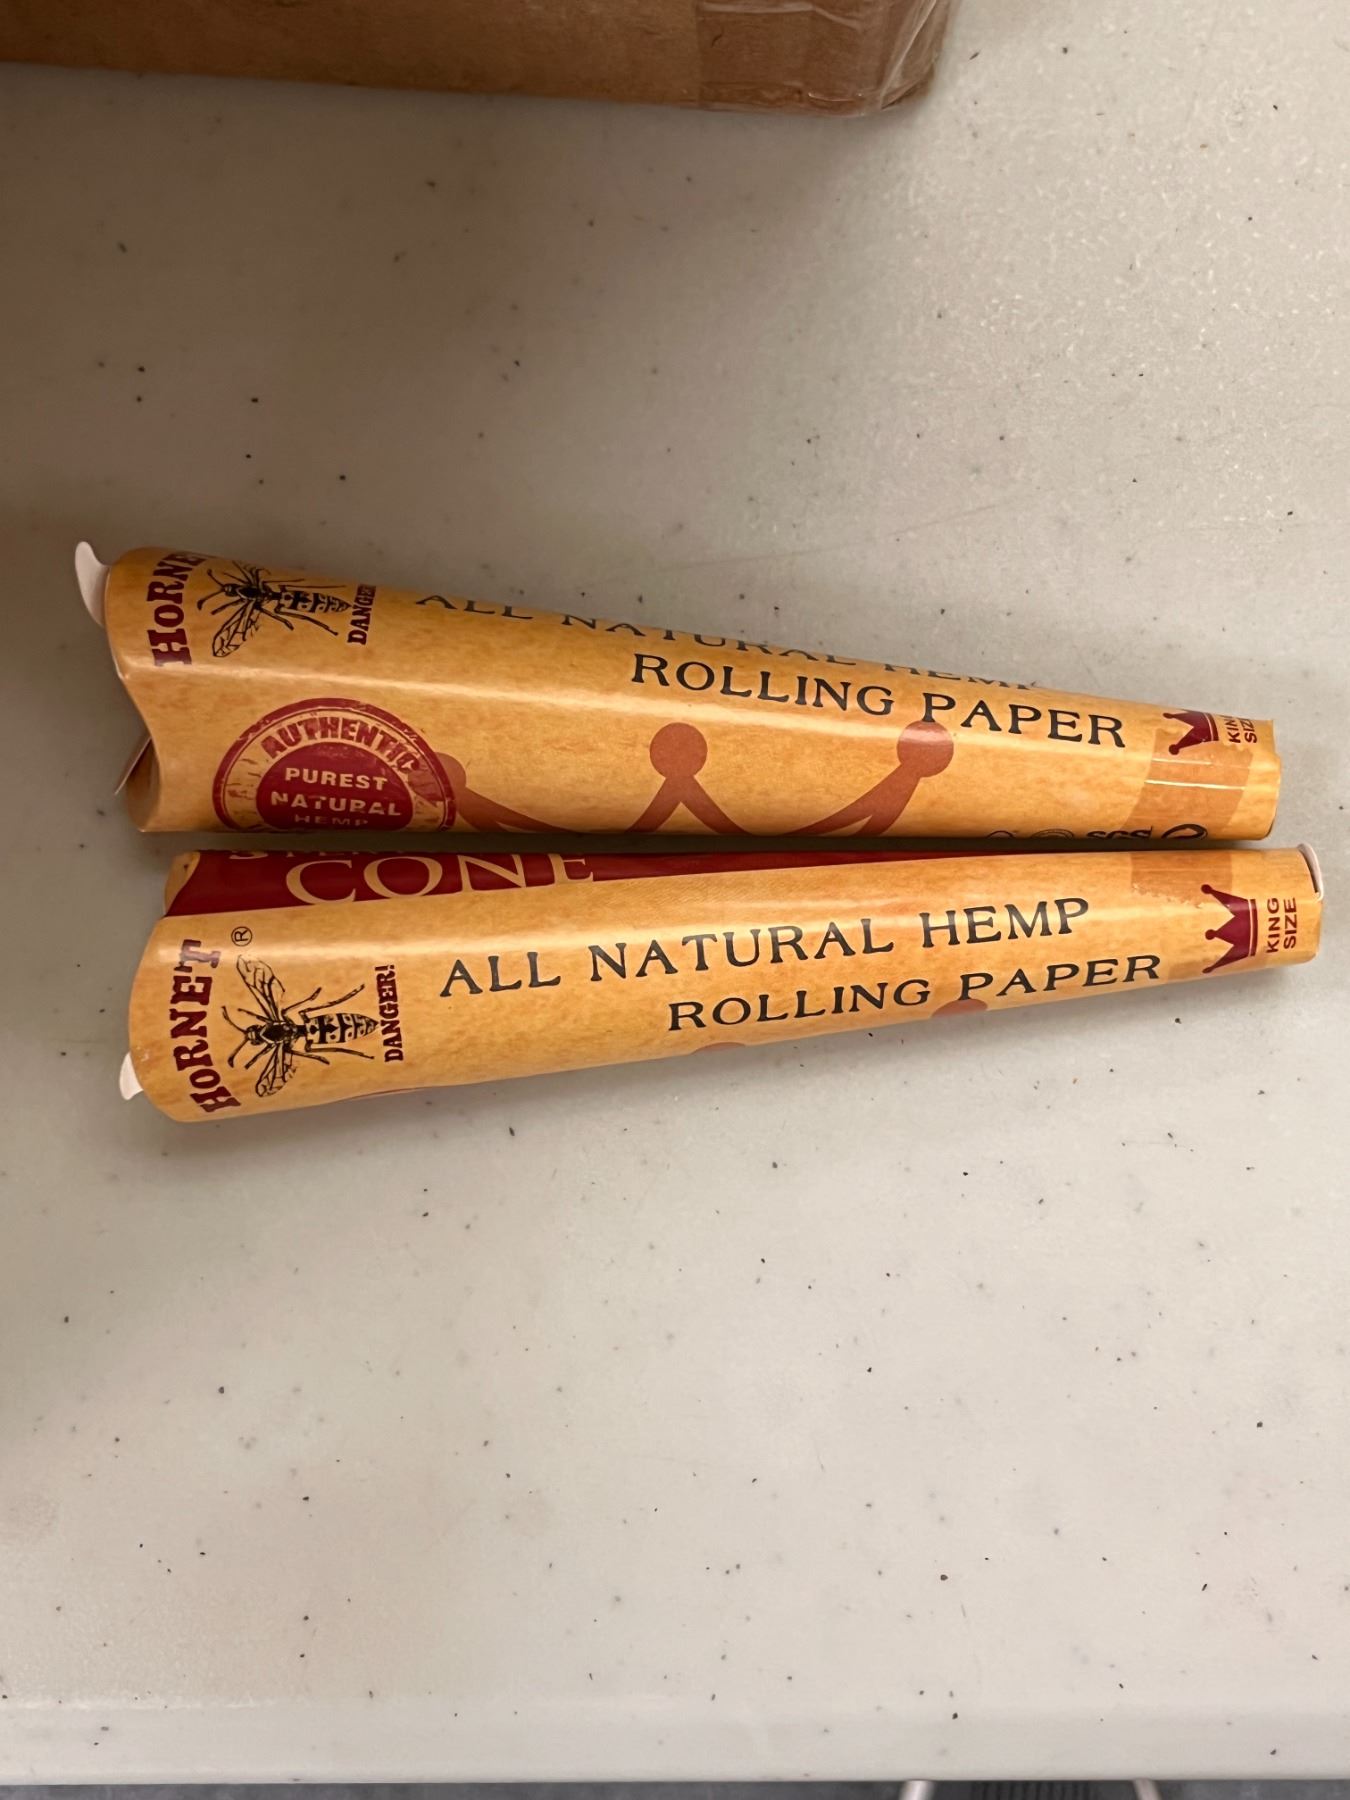 HORNET
DANGER!
ALL NATURAL HEMP
ROLLING PAPER
KING
SIZE
AUTHENTIC
PUREST
NATURAL
HEMP
SGS
CONE
HORNET®
DANGER!
ALL NATURAL HEMP
ROLLING PAPER
KING
SIZE